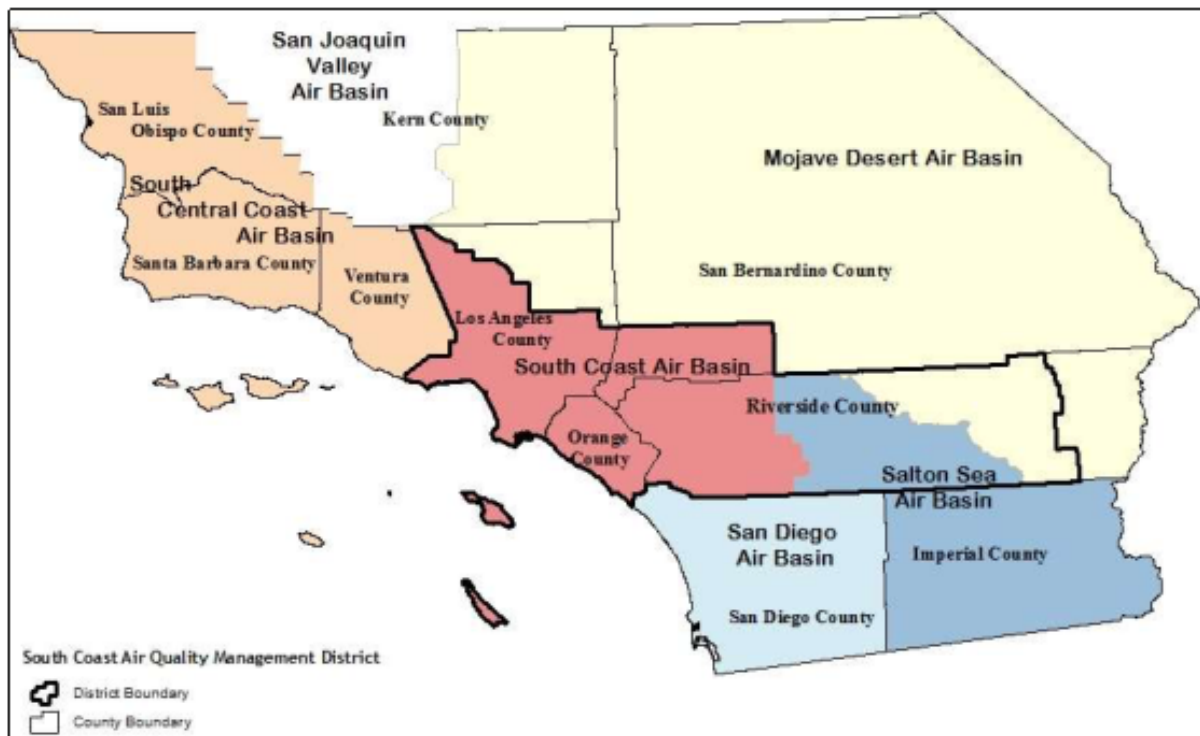 San Joaquin
Valley
Air Basin
Kern County
San Luis
Obispo County
Mojave Desert Air Basin
South
Central Coast
Air Basin
Santa Barbara County
Ventura
County
San Bernardino County
Los Angeles
County
South Coast Air Basin
Riverside County
Orange
County
Salton Sea
Air Basin
San Diego
Air Basin
Imperial County
San Diego County
South Coast Air Quality Management District
District Boundary
County Boundary